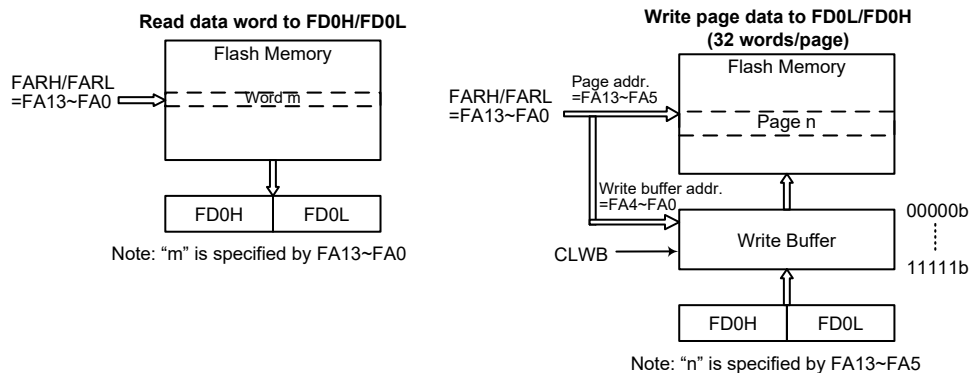 Read data word to FD0H/FD0L
Flash Memory
FARH/FARL
=FA13~FA0
Word m
FD0H
FD0L
Note: “m” is specified by FA13~FA0
Write page data to FD0L/FD0H
(32 words/page)
Flash Memory
FARH/FARL
=FA13~FA0
Page addr.
=FA13~FA5
Page n
Write buffer addr.
=FA4~FA0
CLWB
Write Buffer
00000b
11111b
FD0H
FD0L
Note: “n” is specified by FA13~FA5